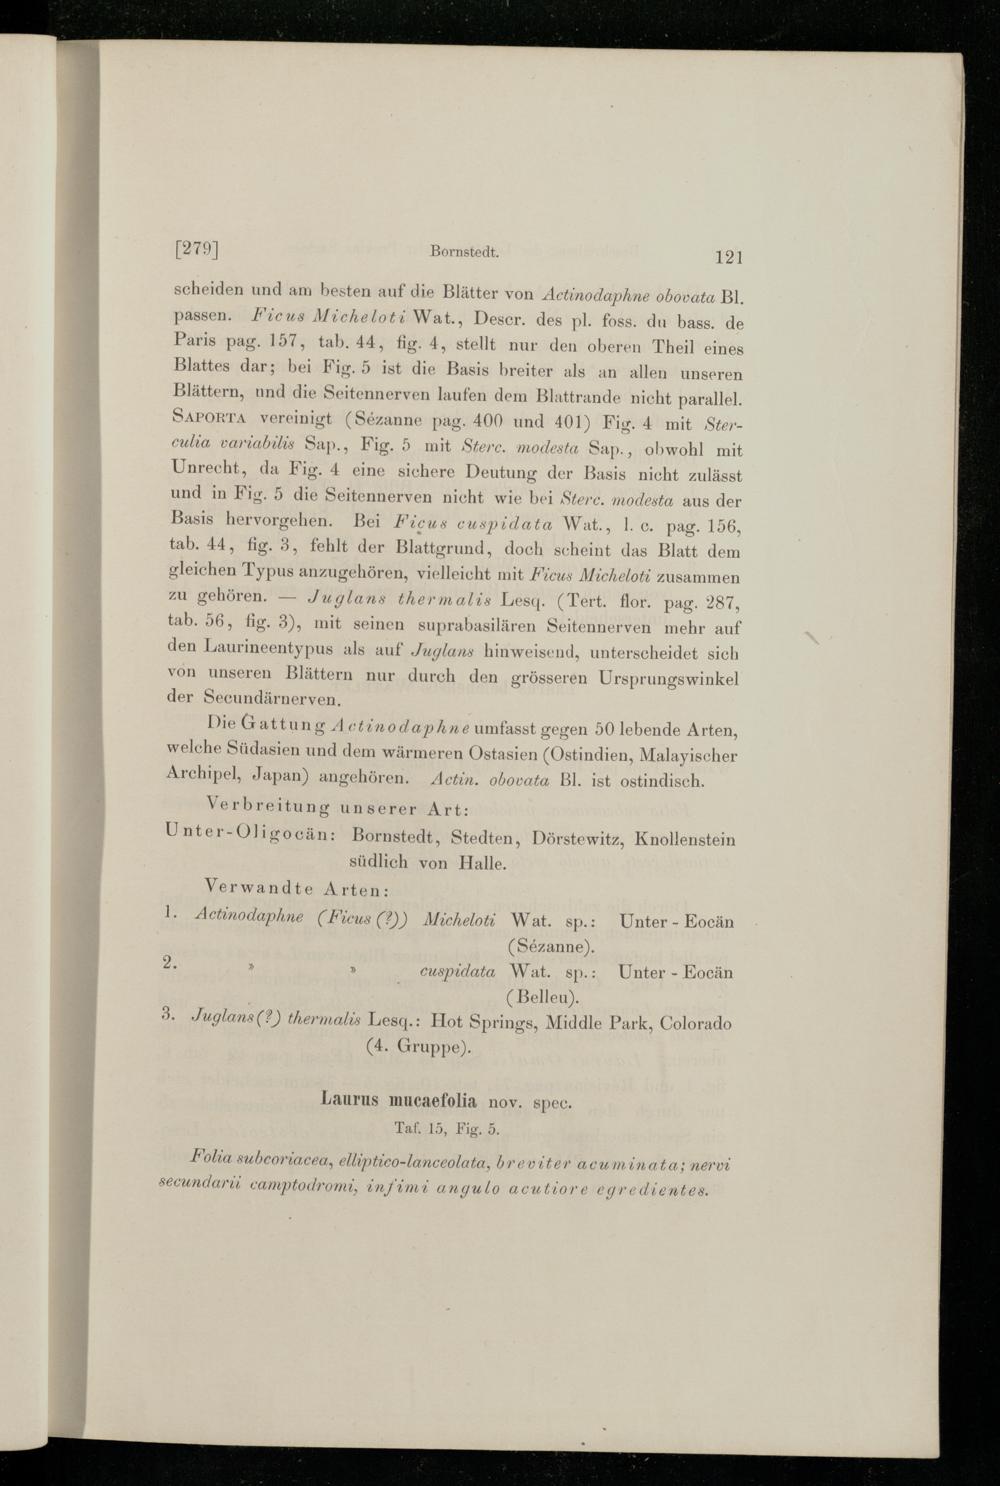 [279] Bornstedt. 121
scheiden und am besten auf die Blätter von Actinodaphne obovata Bl.
passen. Ficus Micheloti Wat., Descr. des pl. foss. du bass. de
Paris pag. 157, tab. 44, fig. 4, stellt nur den oberen Theil eines
Blattes dar; bei Fig. 5 ist die Basis breiter als an allen unseren
Blättern, und die Seitennerven laufen dem Blattrande nicht parallel.
SAPORTA vereinigt (Sézanne pag. 400 und 401) Fig. 4 mit Ster-
culia variabilis Sap., Fig. 5 mit Sterc. modesta Sap., obwohl mit
Unrecht, da Fig. 4 eine sichere Deutung der Basis nicht zulässt
und in Fig. 5 die Seitennerven nicht wie bei Sterc. modesta aus der
Basis hervorgehen. Bei Ficus cuspidata Wat., l. c. pag. 156,
tab. 44, fig. 3, fehlt der Blattgrund, doch scheint das Blatt dem
gleichen Typus anzugehören, vielleicht mit Ficus Micheloti zusammen
zu gehören. — Juglans thermalis Lesq. (Tert. flor. pag. 287,
tab. 56, fig. 3), mit seinen suprabasilären Seitennerven mehr auf
den Laurineentypus als auf Juglans hinweisend, unterscheidet sich
von unseren Blättern nur durch den grösseren Ursprungswinkel
der Secundärnerven.
Die Gattung Actinodaphne umfasst gegen 50 lebende Arten,
welche Südasien und dem wärmeren Ostasien (Ostindien, Malayischer
Archipel, Japan) angehören. Actin. obovata Bl. ist ostindisch.
Verbreitung unserer Art:
Unter-Oligocän: Bornstedt, Stedten, Dörstewitz, Knollenstein
südlich von Halle.
Verwandte Arten:
1. Actinodaphne (Ficus (?)) Micheloti Wat. sp.: Unter - Eocän
(Sézanne).
2. » » cuspidata Wat. sp.: Unter - Eocän
(Belleu).
3. Juglans (?) thermalis Lesq.: Hot Springs, Middle Park, Colorado
(4. Gruppe).
Laurus mucaefolia nov. spec.
Taf. 15, Fig. 5.
Folia subcoriacea, elliptico-lanceolata, breviter acuminata; nervi
secundarii camptodromi, infimi angulo acutiore egredientes.